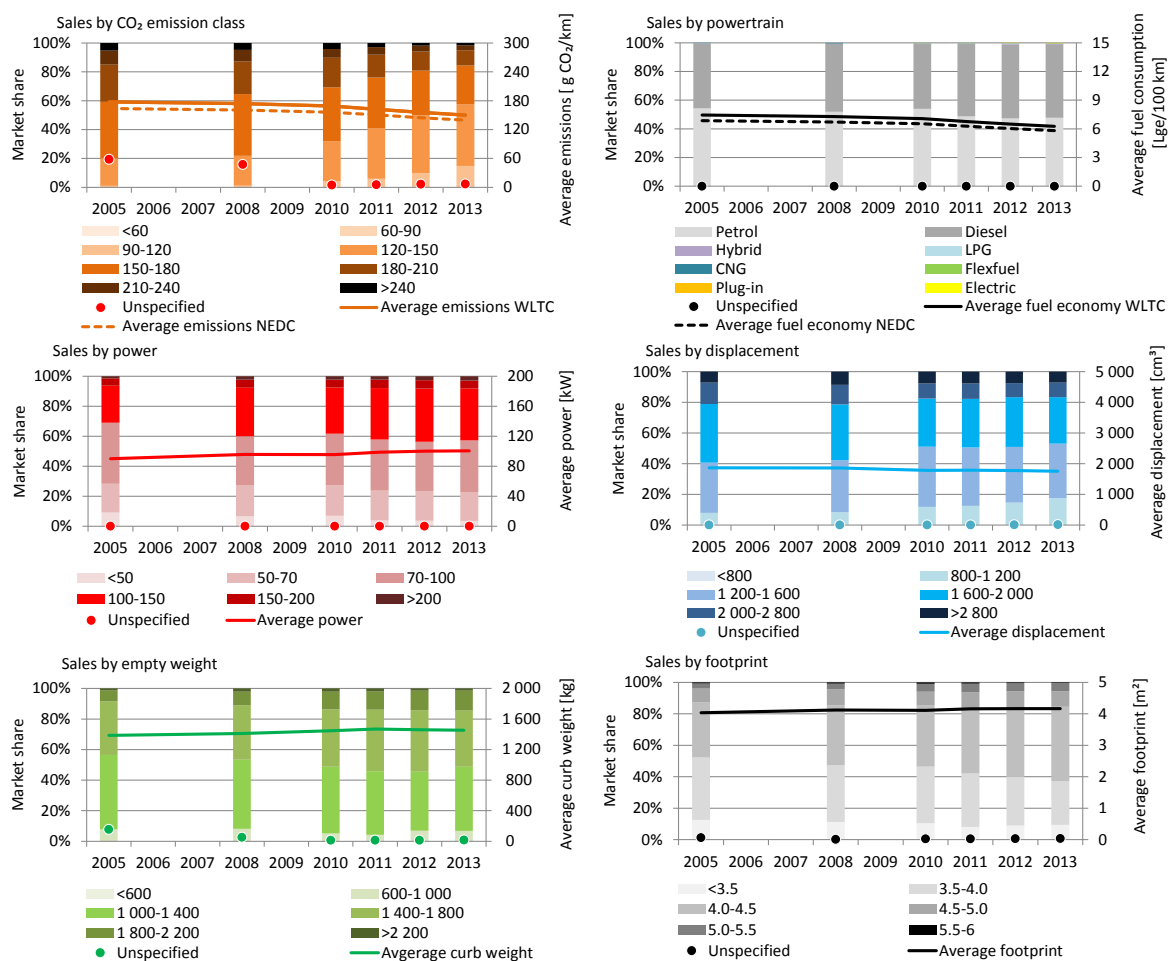 Sales by CO₂ emission class
Market share
100%
80%
60%
40%
20%
0%
300
240
180
120
60
0
Average emissions [ g CO₂/km]
2005 2006 2007 2008 2009 2010 2011 2012 2013
<60 60-90
90-120 120-150
150-180 180-210
210-240 >240
Unspecified Average emissions WLTC
Average emissions NEDC
Sales by powertrain
Market share
100%
80%
60%
40%
20%
0%
15
12
9
6
3
0
Average fuel consumption
[Lge/100 km]
2005 2006 2007 2008 2009 2010 2011 2012 2013
Petrol Diesel
Hybrid LPG
CNG Flexfuel
Plug-in Electric
Unspecified Average fuel economy WLTC
Average fuel economy NEDC
Sales by power
Market share
100%
80%
60%
40%
20%
0%
200
160
120
80
40
0
Average power [kW]
2005 2006 2007 2008 2009 2010 2011 2012 2013
<50 50-70 70-100
100-150 150-200 >200
Unspecified Average power
Sales by displacement
Market share
100%
80%
60%
40%
20%
0%
5 000
4 000
3 000
2 000
1 000
0
Average displacement [cm³]
2005 2006 2007 2008 2009 2010 2011 2012 2013
<800 800-1 200
1 200-1 600 1 600-2 000
2 000-2 800 >2 800
Unspecified Average displacement
Sales by empty weight
Market share
100%
80%
60%
40%
20%
0%
2 000
1 600
1 200
800
400
0
Average curb weight [kg]
2005 2006 2007 2008 2009 2010 2011 2012 2013
<600 600-1 000
1 000-1 400 1 400-1 800
1 800-2 200 >2 200
Unspecified Avgerage curb weight
Sales by footprint
Market share
100%
80%
60%
40%
20%
0%
5
4
3
2
1
0
Average footprint [m²]
2005 2006 2007 2008 2009 2010 2011 2012 2013
<3.5 3.5-4.0
4.0-4.5 4.5-5.0
5.0-5.5 5.5-6
Unspecified Average footprint